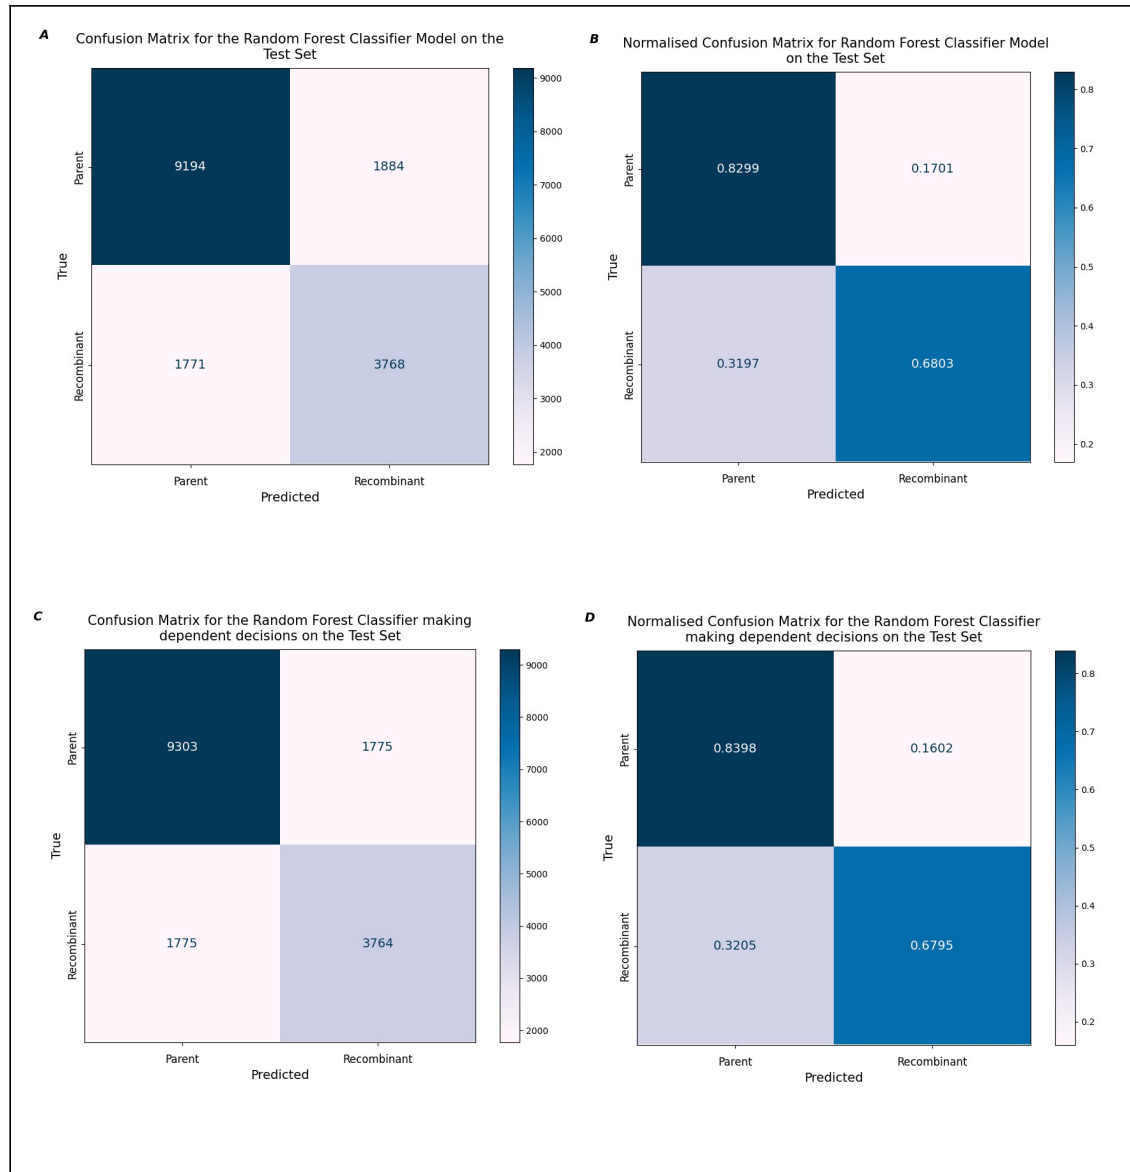 A
Confusion Matrix for the Random Forest Classifier Model on the
Test Set
True
Parent
Recombinant
9194
1884
1771
3768
Parent
Recombinant
Predicted
9000
8000
7000
6000
5000
4000
3000
2000
B
Normalised Confusion Matrix for Random Forest Classifier Model
on the Test Set
True
Parent
Recombinant
0.8299
0.1701
0.3197
0.6803
Parent
Recombinant
Predicted
0.8
0.7
0.6
0.5
0.4
0.3
0.2
C
Confusion Matrix for the Random Forest Classifier making
dependent decisions on the Test Set
True
Parent
Recombinant
9303
1775
1775
3764
Parent
Recombinant
Predicted
9000
8000
7000
6000
5000
4000
3000
2000
D
Normalised Confusion Matrix for the Random Forest Classifier
making dependent decisions on the Test Set
True
Parent
Recombinant
0.8398
0.1602
0.3205
0.6795
Parent
Recombinant
Predicted
0.8
0.7
0.6
0.5
0.4
0.3
0.2